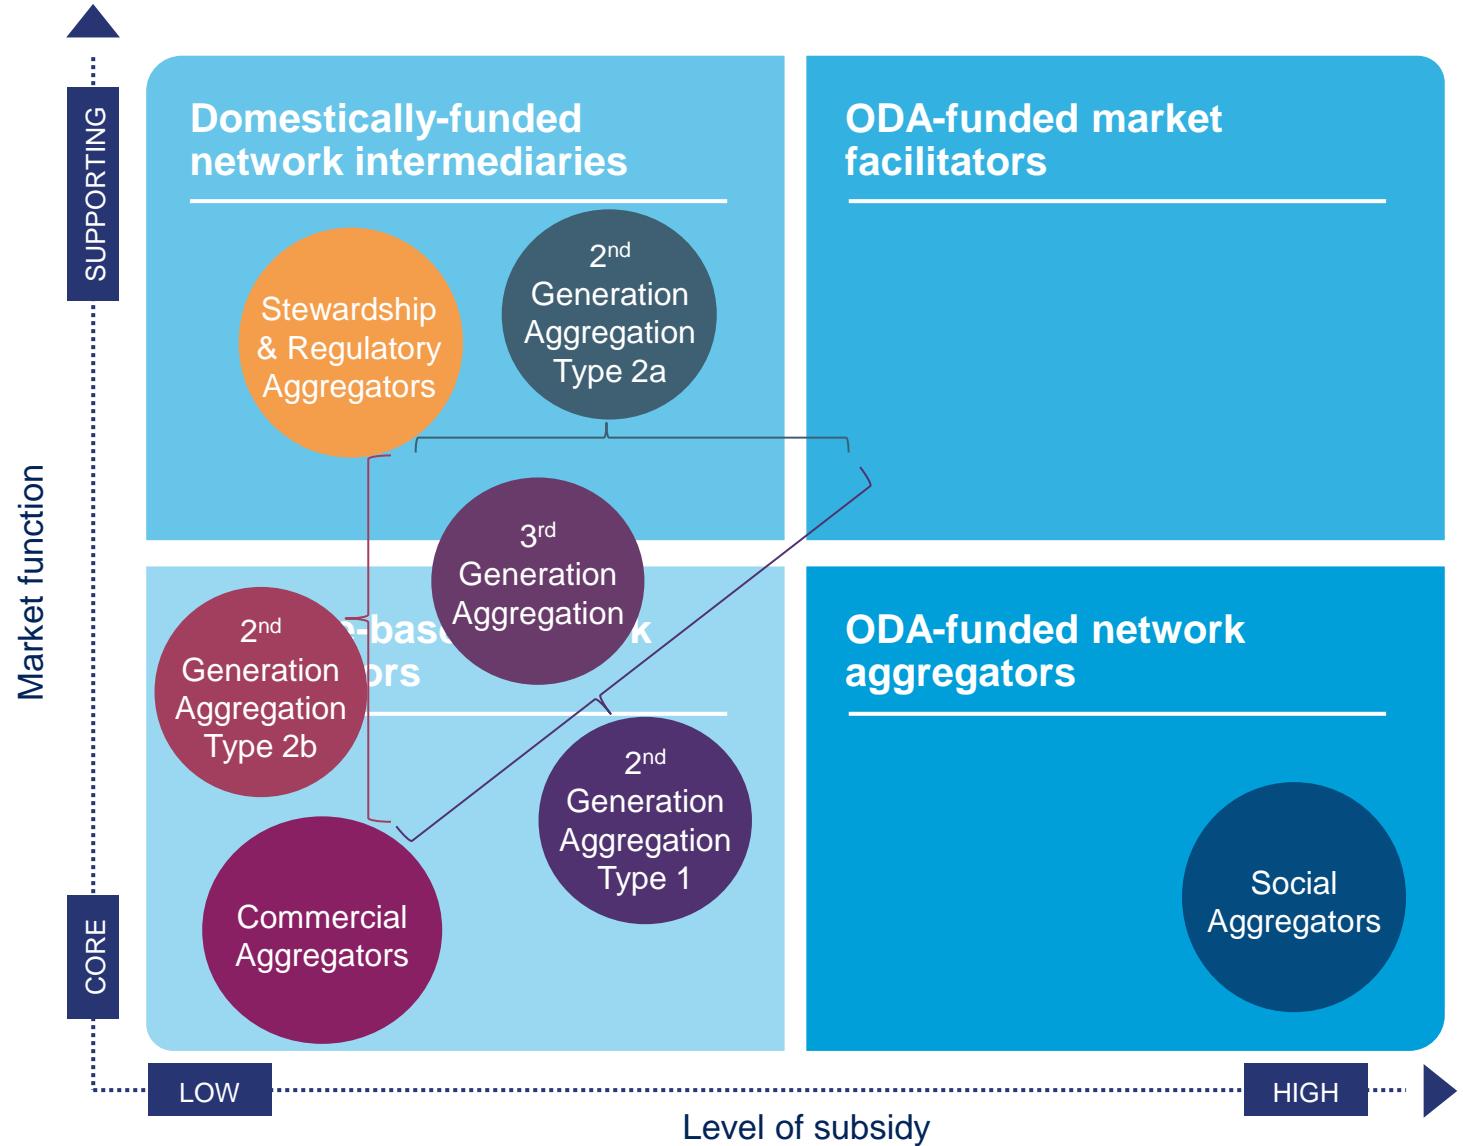 SUPPORTING
Market function
CORE
Domestically-funded
network intermediaries
ODA-funded market
facilitators
Stewardship
& Regulatory
Aggregators
2nd
Generation
Aggregation
Type 2a
3rd
Generation
Aggregation
2nd
Generation
Aggregation
Type 2b
ODA-funded network
aggregators
2nd
Generation
Aggregation
Type 1
Commercial
Aggregators
Social
Aggregators
LOW
HIGH
Level of subsidy